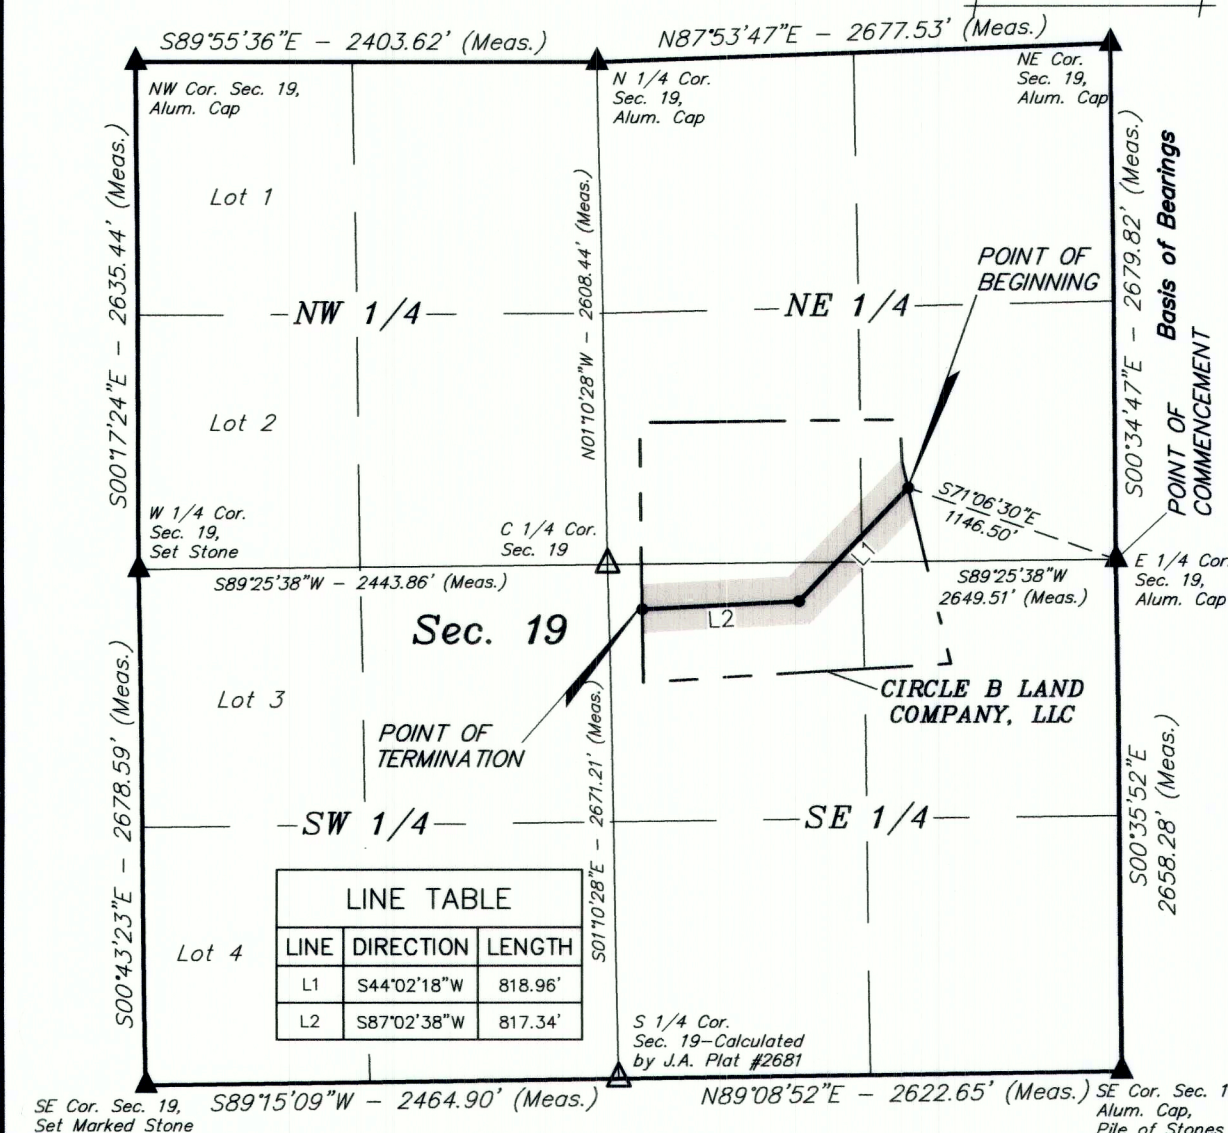 S89°55'36"E - 2403.62' (Meas.)
N87°53'47"E - 2677.53' (Meas.)
NW Cor. Sec. 19,
Alum. Cap
N 1/4 Cor.
Sec. 19,
Alum. Cap
NE Cor.
Sec. 19,
Alum. Cap
S00°17'24"E - 2635.44' (Meas.)
Lot 1
N01°10'28"W - 2608.44' (Meas.)
S00°34'47"E - 2679.82' (Meas.)
Basis of Bearings
POINT OF
BEGINNING
NW 1/4
NE 1/4
POINT OF
COMMENCEMENT
Lot 2
S71°06'30"E
1146.50'
W 1/4 Cor.
Sec. 19,
Set Stone
C 1/4 Cor.
Sec. 19
L1
E 1/4 Cor.
Sec. 19,
Alum. Cap
S89°25'38"W - 2443.86' (Meas.)
S89°25'38"W
2649.51' (Meas.)
Sec. 19
L2
S00°43'23"E - 2678.59' (Meas.)
Lot 3
CIRCLE B LAND
COMPANY, LLC
POINT OF
TERMINATION
S01°10'28"E - 2671.21' (Meas.)
S00°35'52"E
2658.28' (Meas.)
SW 1/4
SE 1/4
LINE TABLE
LINE DIRECTION LENGTH
L1 S44°02'18"W 818.96'
L2 S87°02'38"W 817.34'
Lot 4
S 1/4 Cor.
Sec. 19-Calculated
by J.A. Plat #2681
SE Cor. Sec. 19,
Set Marked Stone
S89°15'09"W - 2464.90' (Meas.)
N89°08'52"E - 2622.65' (Meas.)
SE Cor. Sec. 1
Alum. Cap,
Pile of Stones